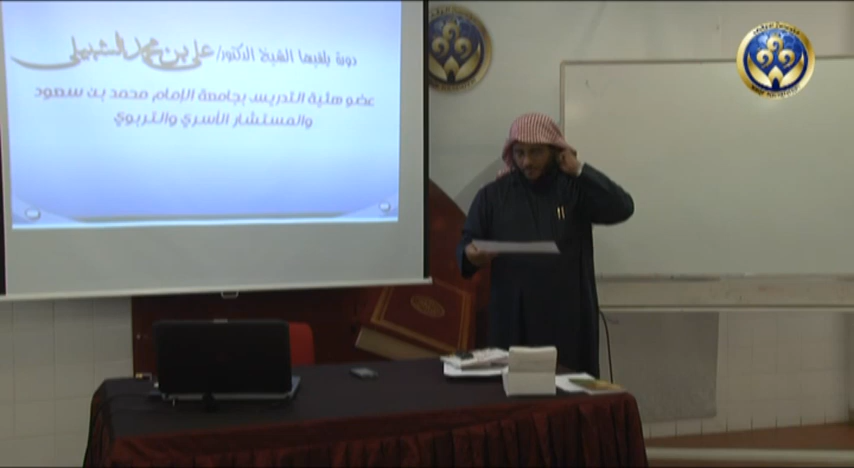 دورة يلقيها الشيخ الدكتور/ علي بن محمد الشبيلي
عضو هيئة التدريس بجامعة الإمام محمد بن سعود
والمستشار الأسري والتربوي